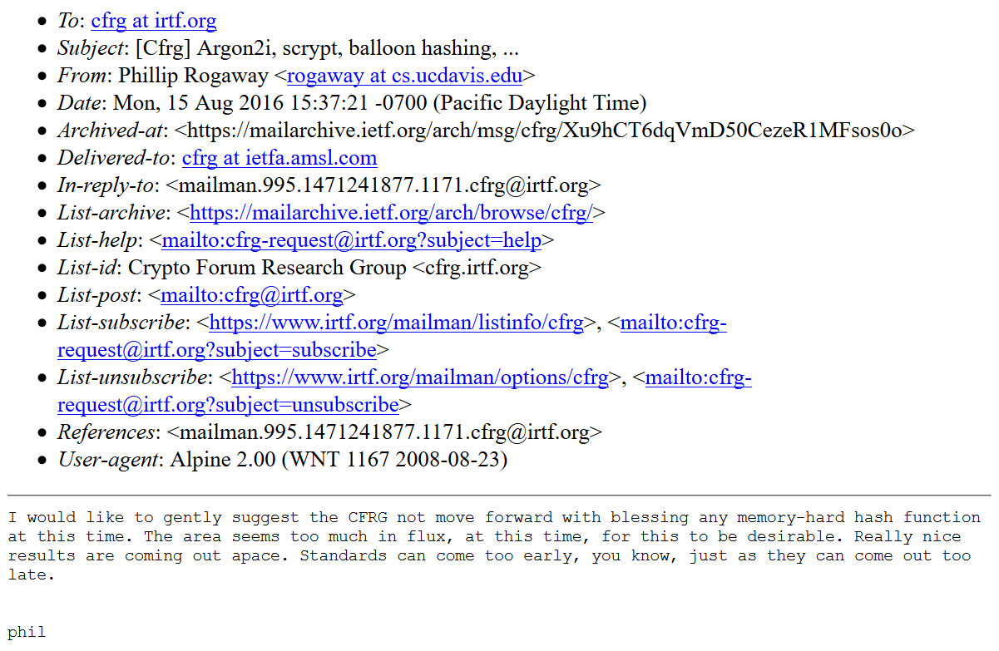 To: cfrg at irtf.org
Subject: [Cfrg] Argon2i, scrypt, balloon hashing, ...
From: Phillip Rogaway <rogaway at cs.ucdavis.edu>
Date: Mon, 15 Aug 2016 15:37:21 -0700 (Pacific Daylight Time)
Archived-at: <https://mailarchive.ietf.org/arch/msg/cfrg/Xu9hCT6dqVmD50CezeR1MFsos0o>
Delivered-to: cfrg at ietfa.amsl.com
In-reply-to: <mailman.995.1471241877.1171.cfrg@irtf.org>
List-archive: <https://mailarchive.ietf.org/arch/browse/cfrg/>
List-help: <mailto:cfrg-request@irtf.org?subject=help>
List-id: Crypto Forum Research Group <cfrg.irtf.org>
List-post: <mailto:cfrg@irtf.org>
List-subscribe: <https://www.irtf.org/mailman/listinfo/cfrg>, <mailto:cfrg-
request@irtf.org?subject=subscribe>
List-unsubscribe: <https://www.irtf.org/mailman/options/cfrg>, <mailto:cfrg-
request@irtf.org?subject=unsubscribe>
References: <mailman.995.1471241877.1171.cfrg@irtf.org>
User-agent: Alpine 2.00 (WNT 1167 2008-08-23)
I would like to gently suggest the CFRG not move forward with blessing any memory-hard hash function
at this time. The area seems too much in flux, at this time, for this to be desirable. Really nice
results are coming out apace. Standards can come too early, you know, just as they can come out too
late.
phil